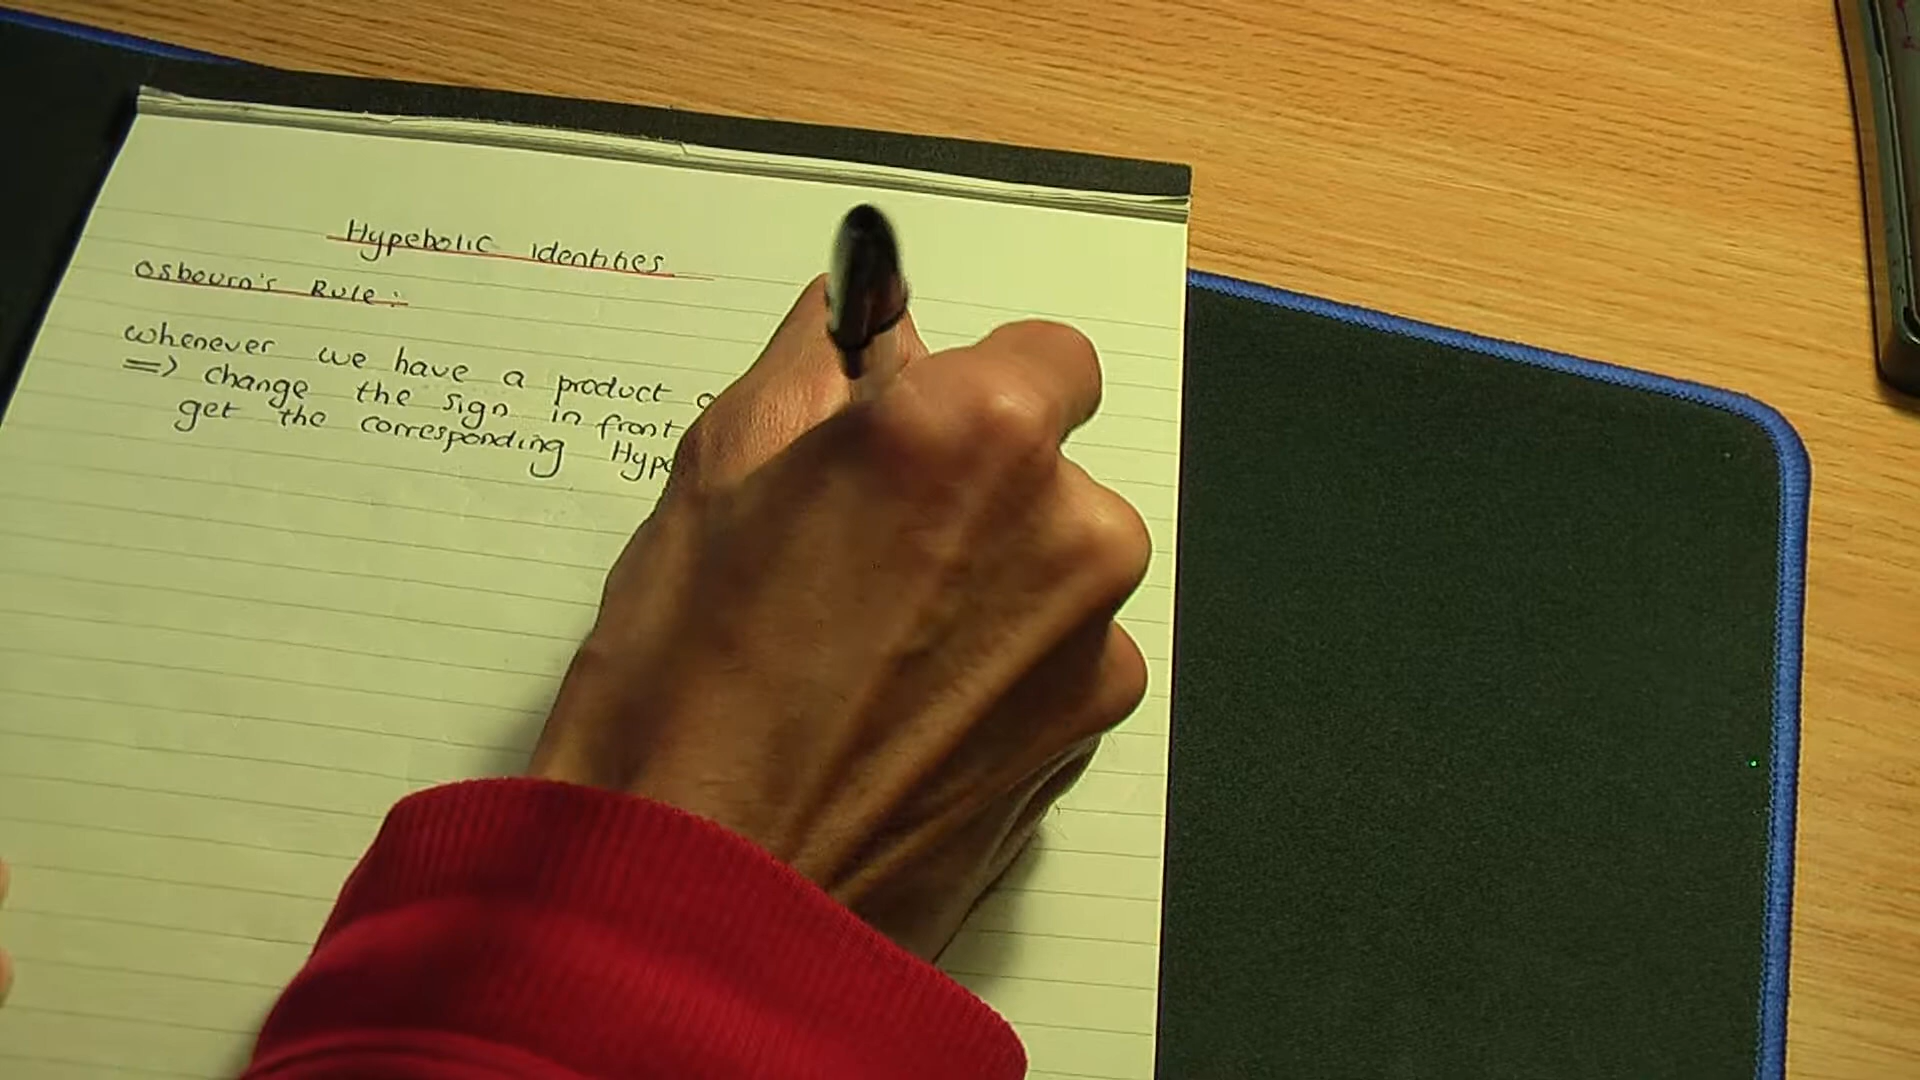 Hypebolic Identities
Osbourn's Rule:
whenever we have a product
=> change the sign in front
get the corresponding